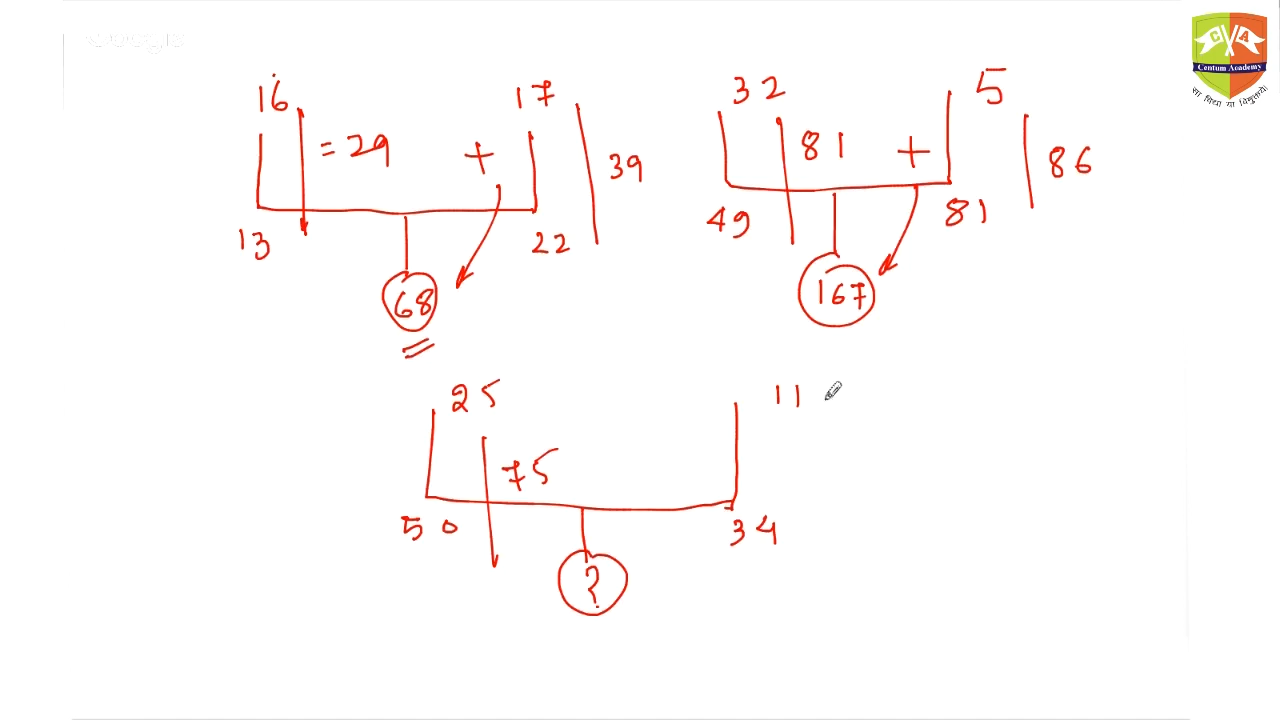 16 17 32 5
= 29 + 39 81 + 86
13 22 49 81
68 167
25 11
75
50 34
?
C A
Centum Academy